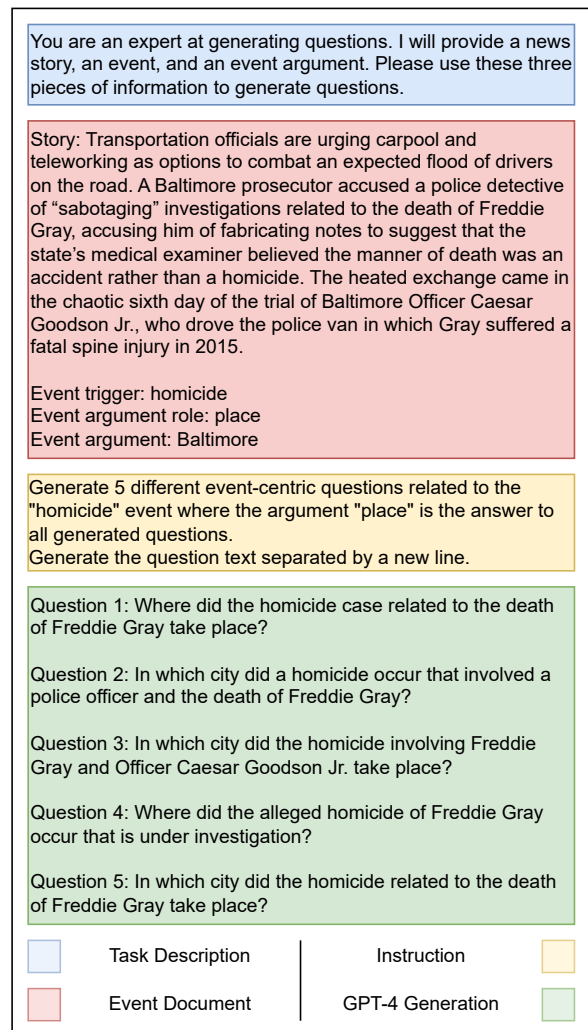 You are an expert at generating questions. I will provide a news
story, an event, and an event argument. Please use these three
pieces of information to generate questions.
Story: Transportation officials are urging carpool and
teleworking as options to combat an expected flood of drivers
on the road. A Baltimore prosecutor accused a police detective
of “sabotaging” investigations related to the death of Freddie
Gray, accusing him of fabricating notes to suggest that the
state’s medical examiner believed the manner of death was an
accident rather than a homicide. The heated exchange came in
the chaotic sixth day of the trial of Baltimore Officer Caesar
Goodson Jr., who drove the police van in which Gray suffered a
fatal spine injury in 2015.
Event trigger: homicide
Event argument role: place
Event argument: Baltimore
Generate 5 different event-centric questions related to the
"homicide" event where the argument "place" is the answer to
all generated questions.
Generate the question text separated by a new line.
Question 1: Where did the homicide case related to the death
of Freddie Gray take place?
Question 2: In which city did a homicide occur that involved a
police officer and the death of Freddie Gray?
Question 3: In which city did the homicide involving Freddie
Gray and Officer Caesar Goodson Jr. take place?
Question 4: Where did the alleged homicide of Freddie Gray
occur that is under investigation?
Question 5: In which city did the homicide related to the death
of Freddie Gray take place?
Task Description
Instruction
Event Document
GPT-4 Generation